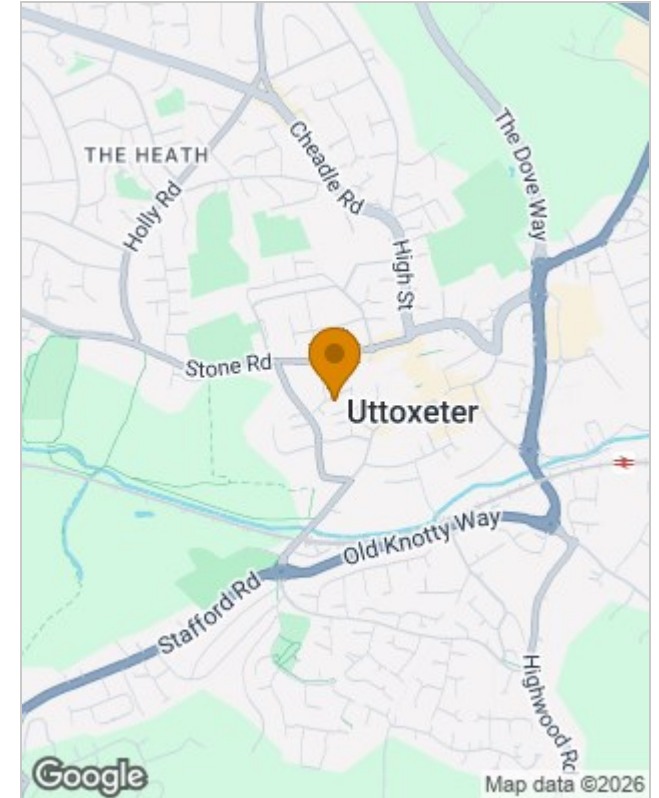 The Dove Way
Cheadle Rd
THE HEATH
Holly Rd
High St
Stone Rd
Uttoxeter
Old Knotty Way
Stafford Rd
Highwood Rd
Google
Map data ©2026